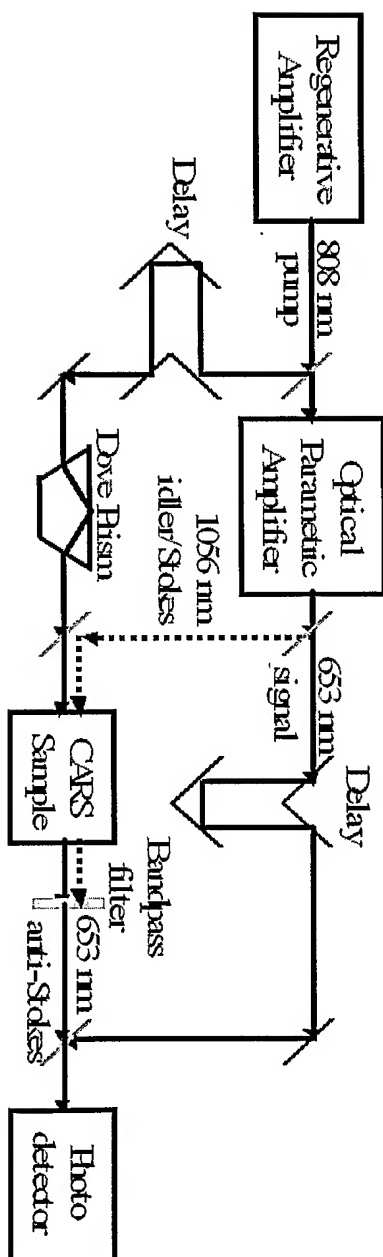 Regenerative
Amplifier
808 nm
pump
Delay
Optical
Parametric
Amplifier
Dove Prism
1056 nm
idler/Stokes
653 nm
signal
Delay
CARS
Sample
Bandpass
filter
653 nm
anti-Stokes
Photo
detector